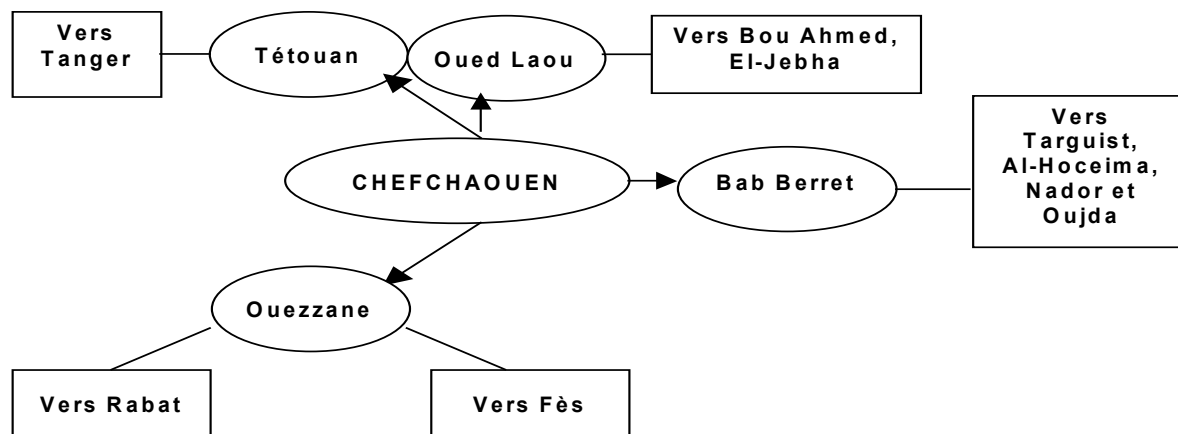 Vers
Tanger
Tétouan
Oued Laou
Vers Bou Ahmed,
El-Jebha
Vers
Targuist,
Al-Hoceima,
Nador et
Oujda
CHEFCHAOUEN
Bab Berret
Ouezzane
Vers Rabat
Vers Fès